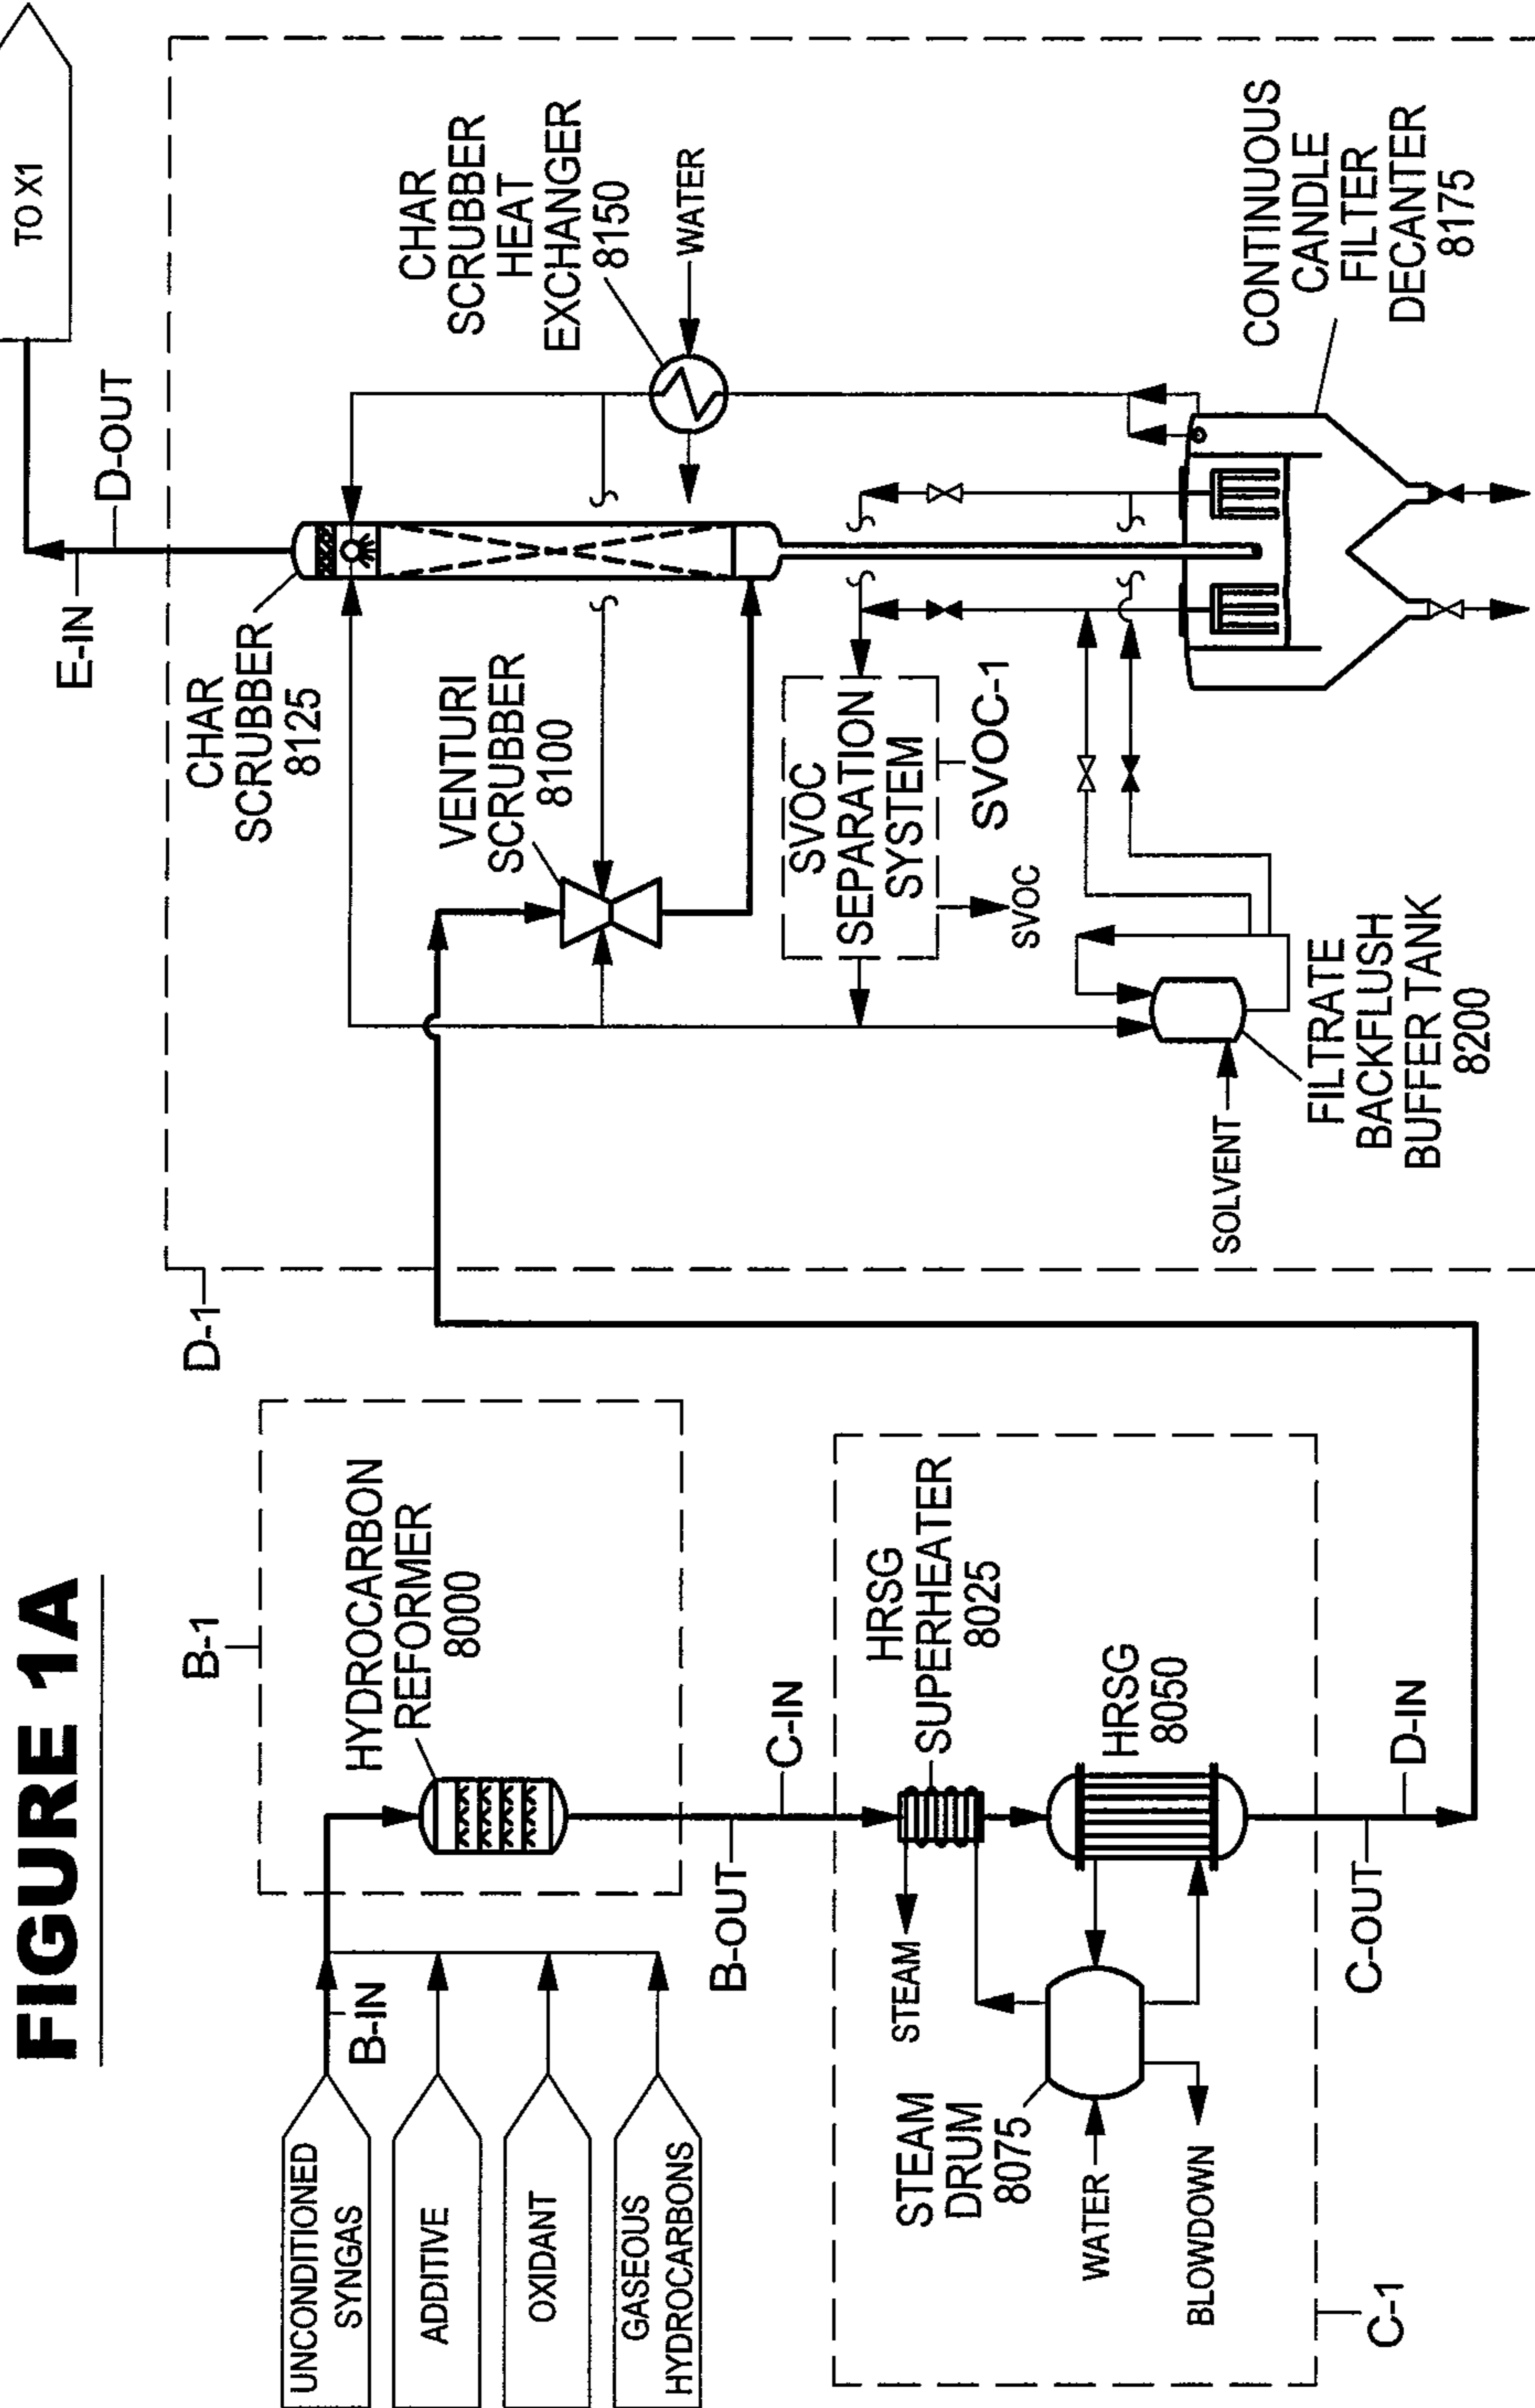 FIGURE 1A
UNCONDITIONED
SYNGAS
ADDITIVE
OXIDANT
GASEOUS
HYDROCARBONS
B-IN
B-1
HYDROCARBON
REFORMER
8000
B-OUT
C-IN
HRSG
SUPERHEATER
8025
HRSG
8050
STEAM
STEAM
DRUM
8075
WATER
BLOWDOWN
C-1
C-OUT
D-IN
D-1
TO X1
D-OUT
E-IN
CHAR
SCRUBBER
8125
VENTURI
SCRUBBER
8100
CHAR
SCRUBBER
HEAT
EXCHANGER
8150
WATER
SVOC
SEPARATION
SYSTEM
SVOC-1
SVOC
SOLVENT
FILTRATE
BACKFLUSH
BUFFER TANK
8200
CONTINUOUS
CANDLE
FILTER
DECANTER
8175